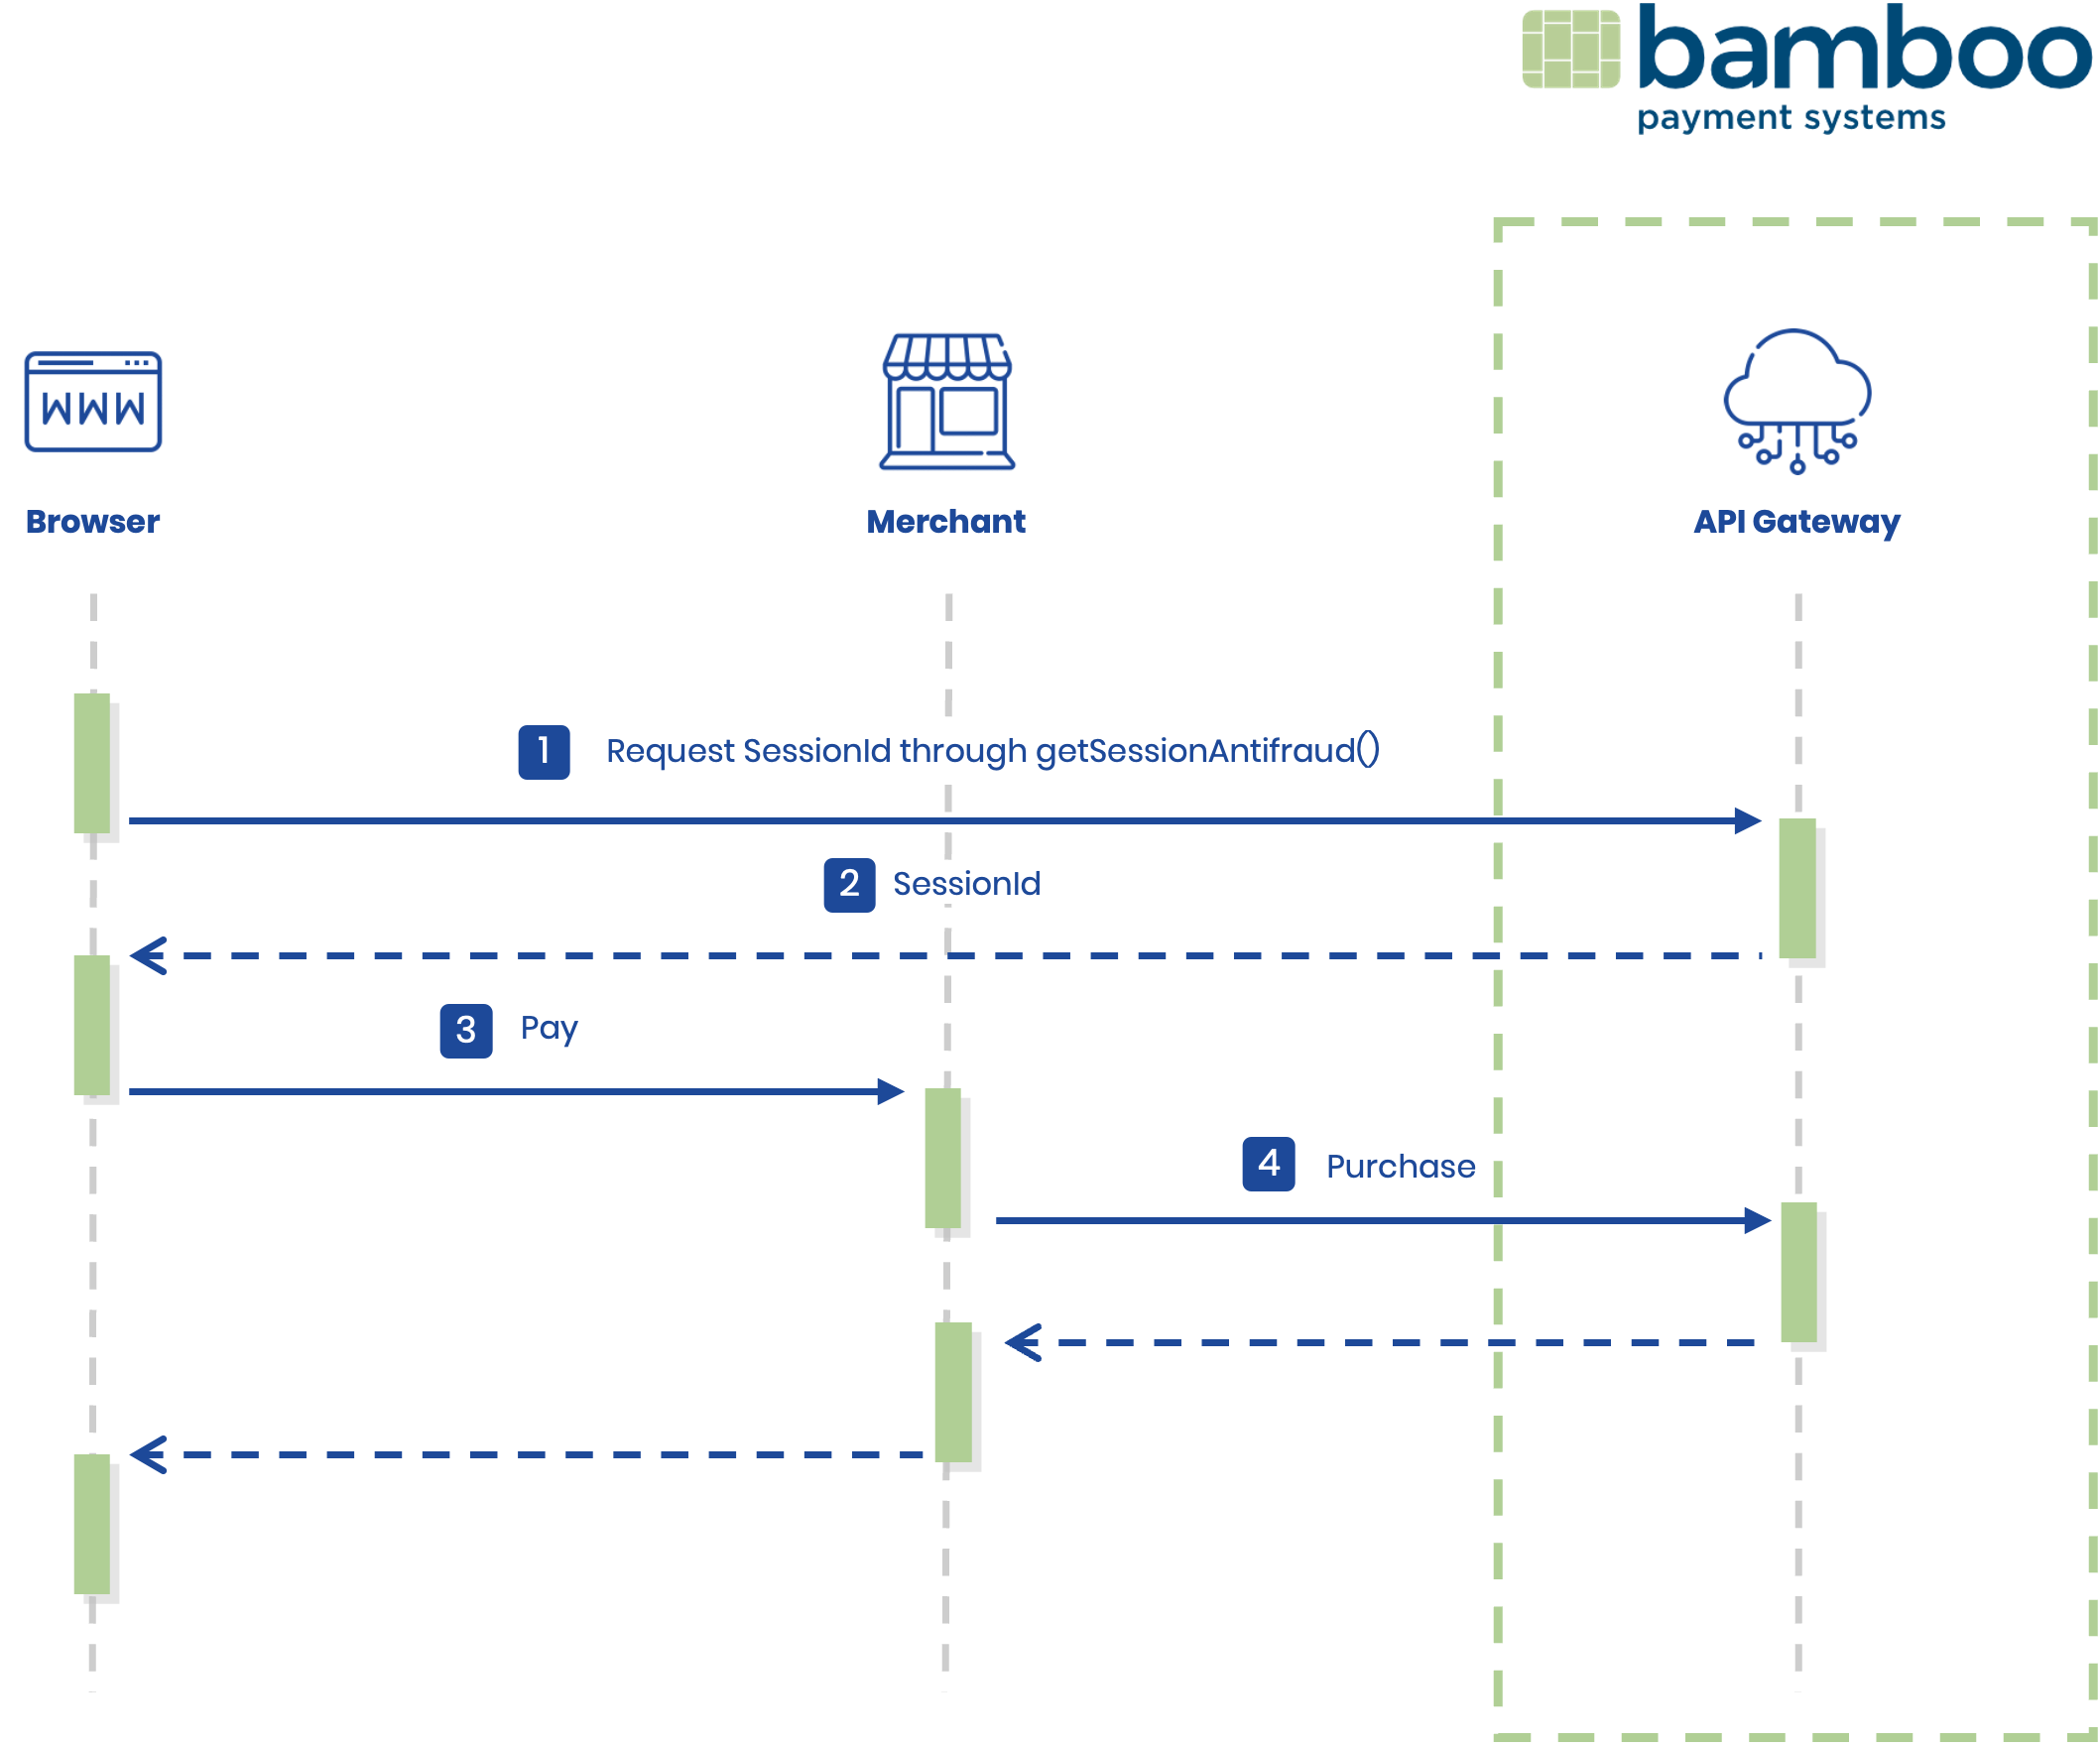 bamboo
payment systems
WWW
Browser
Merchant
API Gateway
1 Request SessionId through getSessionAntifraud()
2 SessionId
3 Pay
4 Purchase